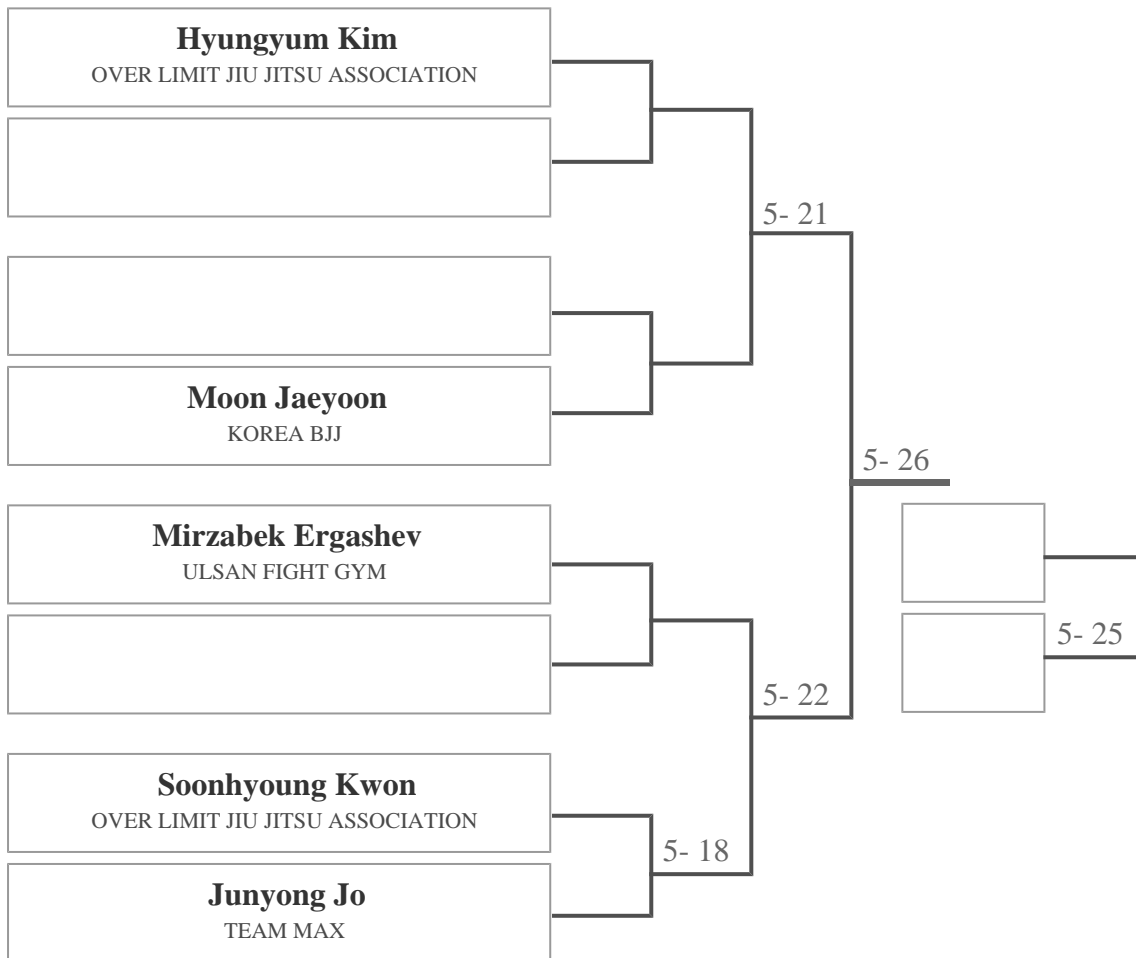 Hyungyum Kim
OVER LIMIT JIU JITSU ASSOCIATION
5- 21
Moon Jaeyoon
KOREA BJJ
5- 26
Mirzabek Ergashev
ULSAN FIGHT GYM
5- 25
5- 22
Soonhyoung Kwon
OVER LIMIT JIU JITSU ASSOCIATION
5- 18
Junyong Jo
TEAM MAX